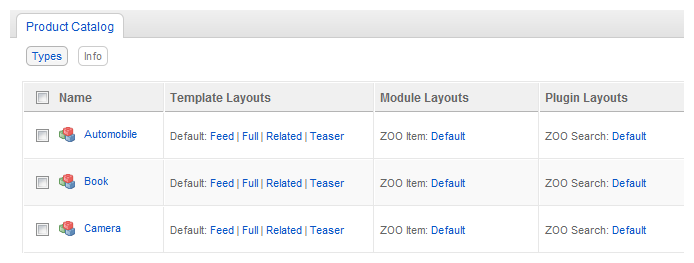 Product Catalog
Types Info
Name Template Layouts Module Layouts Plugin Layouts
Automobile Default: Feed | Full | Related | Teaser ZOO Item: Default ZOO Search: Default
Book Default: Feed | Full | Related | Teaser ZOO Item: Default ZOO Search: Default
Camera Default: Feed | Full | Related | Teaser ZOO Item: Default ZOO Search: Default